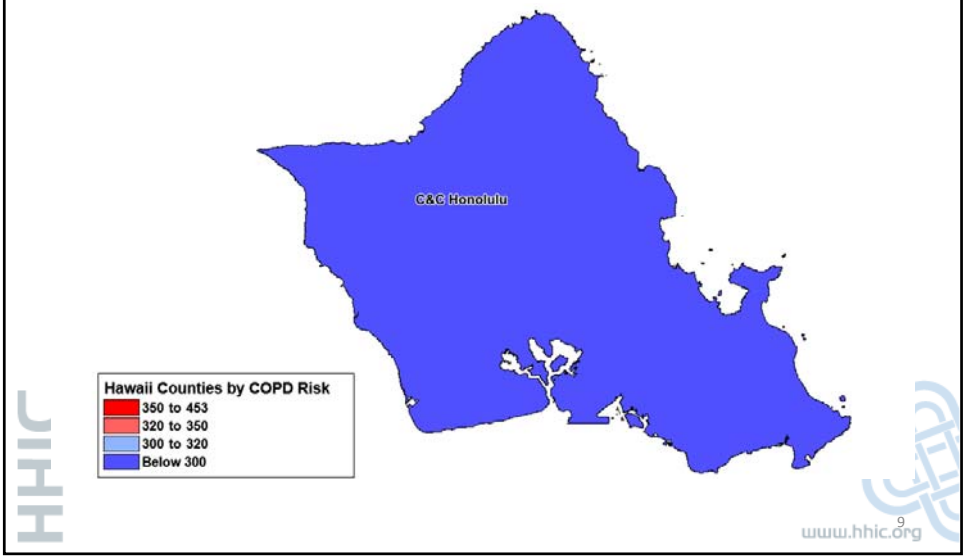 C&C Honolulu
Hawaii Counties by COPD Risk
350 to 453
320 to 350
300 to 320
Below 300
HHIC
9
www.hhic.org